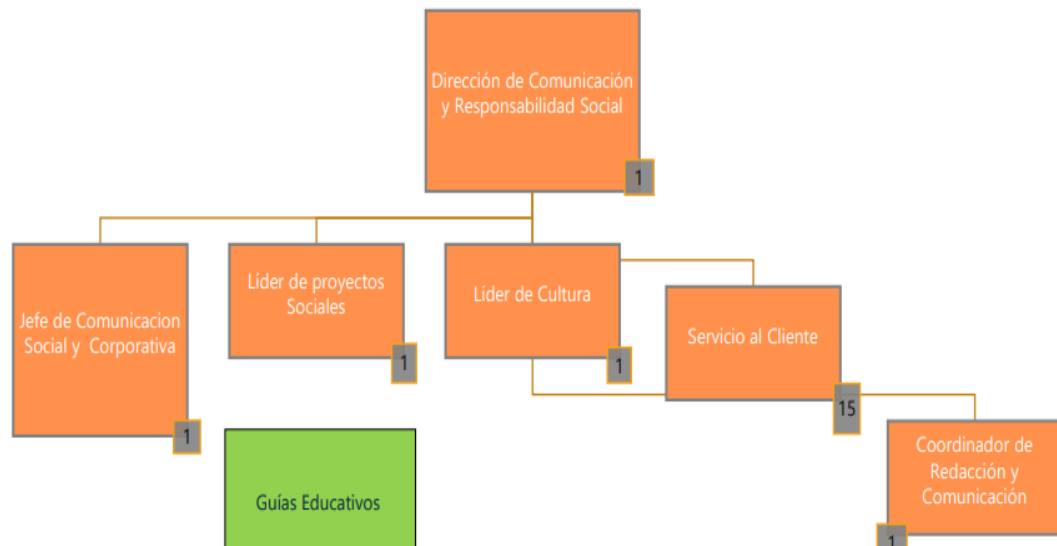 Dirección de Comunicación
y Responsabilidad Social
1
Jefe de Comunicacion
Social y Corporativa
1
Líder de proyectos
Sociales
1
Líder de Cultura
1
Servicio al Cliente
15
Guías Educativos
Coordinador de
Redacción y
Comunicación
1